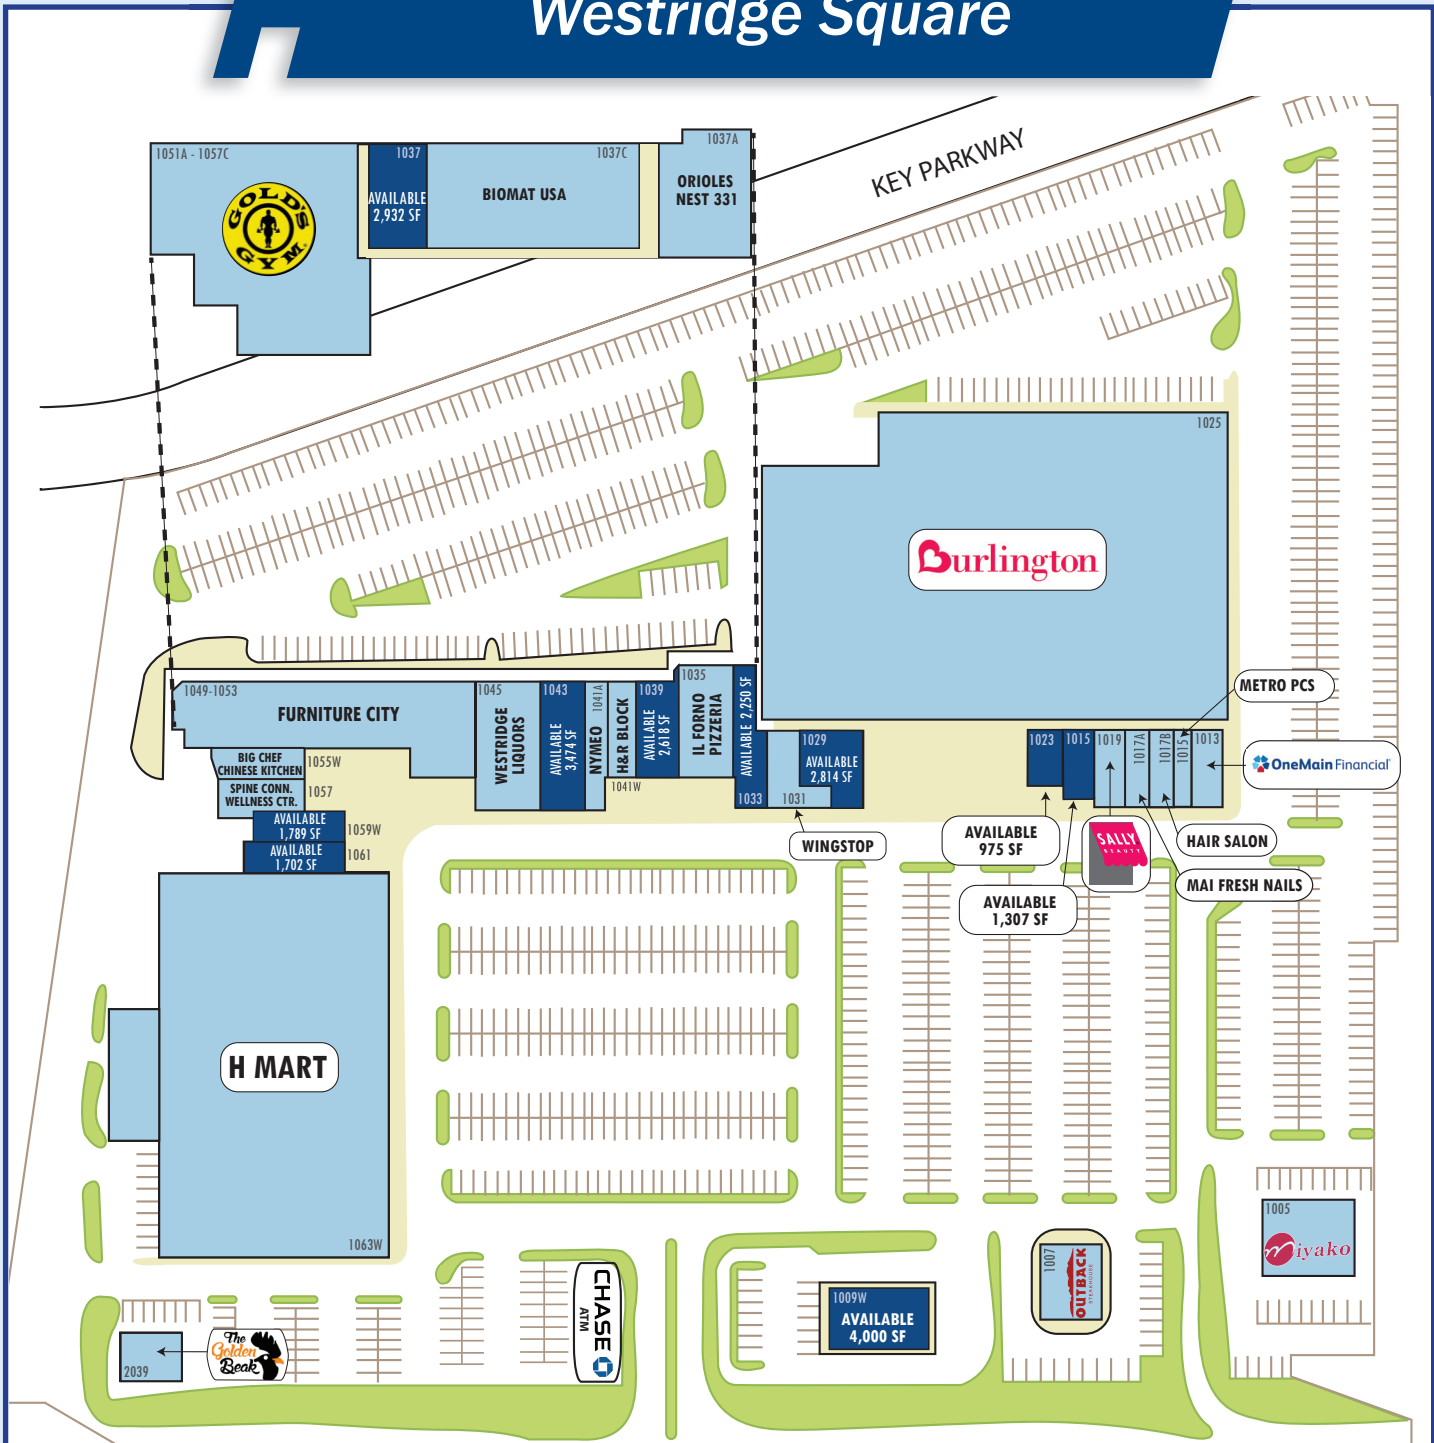 Westridge Square
KEY PARKWAY
1051A - 1057C
GOLD'S
GYM
1037
AVAILABLE
2,932 SF
1037C
BIOMAT USA
1037A
ORIOLES
NEST 331
1025
Burlington
1049-1053
FURNITURE CITY
1045
WESTRIDGE
LIQUORS
1043
AVAILABLE
3,474 SF
1041A
NYMEO
H&R BLOCK
1041W
1039
AVAILABLE
2,618 SF
1035
IL FORNO
PIZZERIA
AVAILABLE 2,250 SF
1033
1029
AVAILABLE
2,814 SF
1031
WINGSTOP
BIG CHEF
CHINESE KITCHEN
1055W
SPINE CONN.
WELLNESS CTR.
1057
AVAILABLE
1,789 SF
1059W
AVAILABLE
1,702 SF
1061
1023
1015
1019
1017A
1017B
1015
1013
METRO PCS
OneMain Financial
AVAILABLE
975 SF
SALLY
BEAUTY
HAIR SALON
MAI FRESH NAILS
AVAILABLE
1,307 SF
H MART
1063W
2039
The
Golden
Beak
CHASE
ATM
1009W
AVAILABLE
4,000 SF
1007
OUTBACK
STEAKHOUSE
1005
Miyako